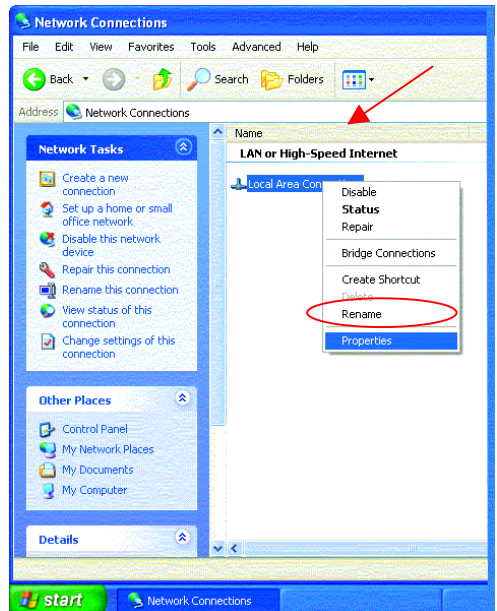 Network Connections
File Edit View Favorites Tools Advanced Help
Back Search Folders
Address Network Connections
Network Tasks
Create a new
connection
Set up a home or small
office network
Disable this network
device
Repair this connection
Rename this connection
View status of this
connection
Change settings of this
connection
Other Places
Control Panel
My Network Places
My Documents
My Computer
Details
Name
LAN or High-Speed Internet
Local Area Con
Disable
Status
Repair
Bridge Connections
Create Shortcut
Delete
Rename
Properties
start Network Connections